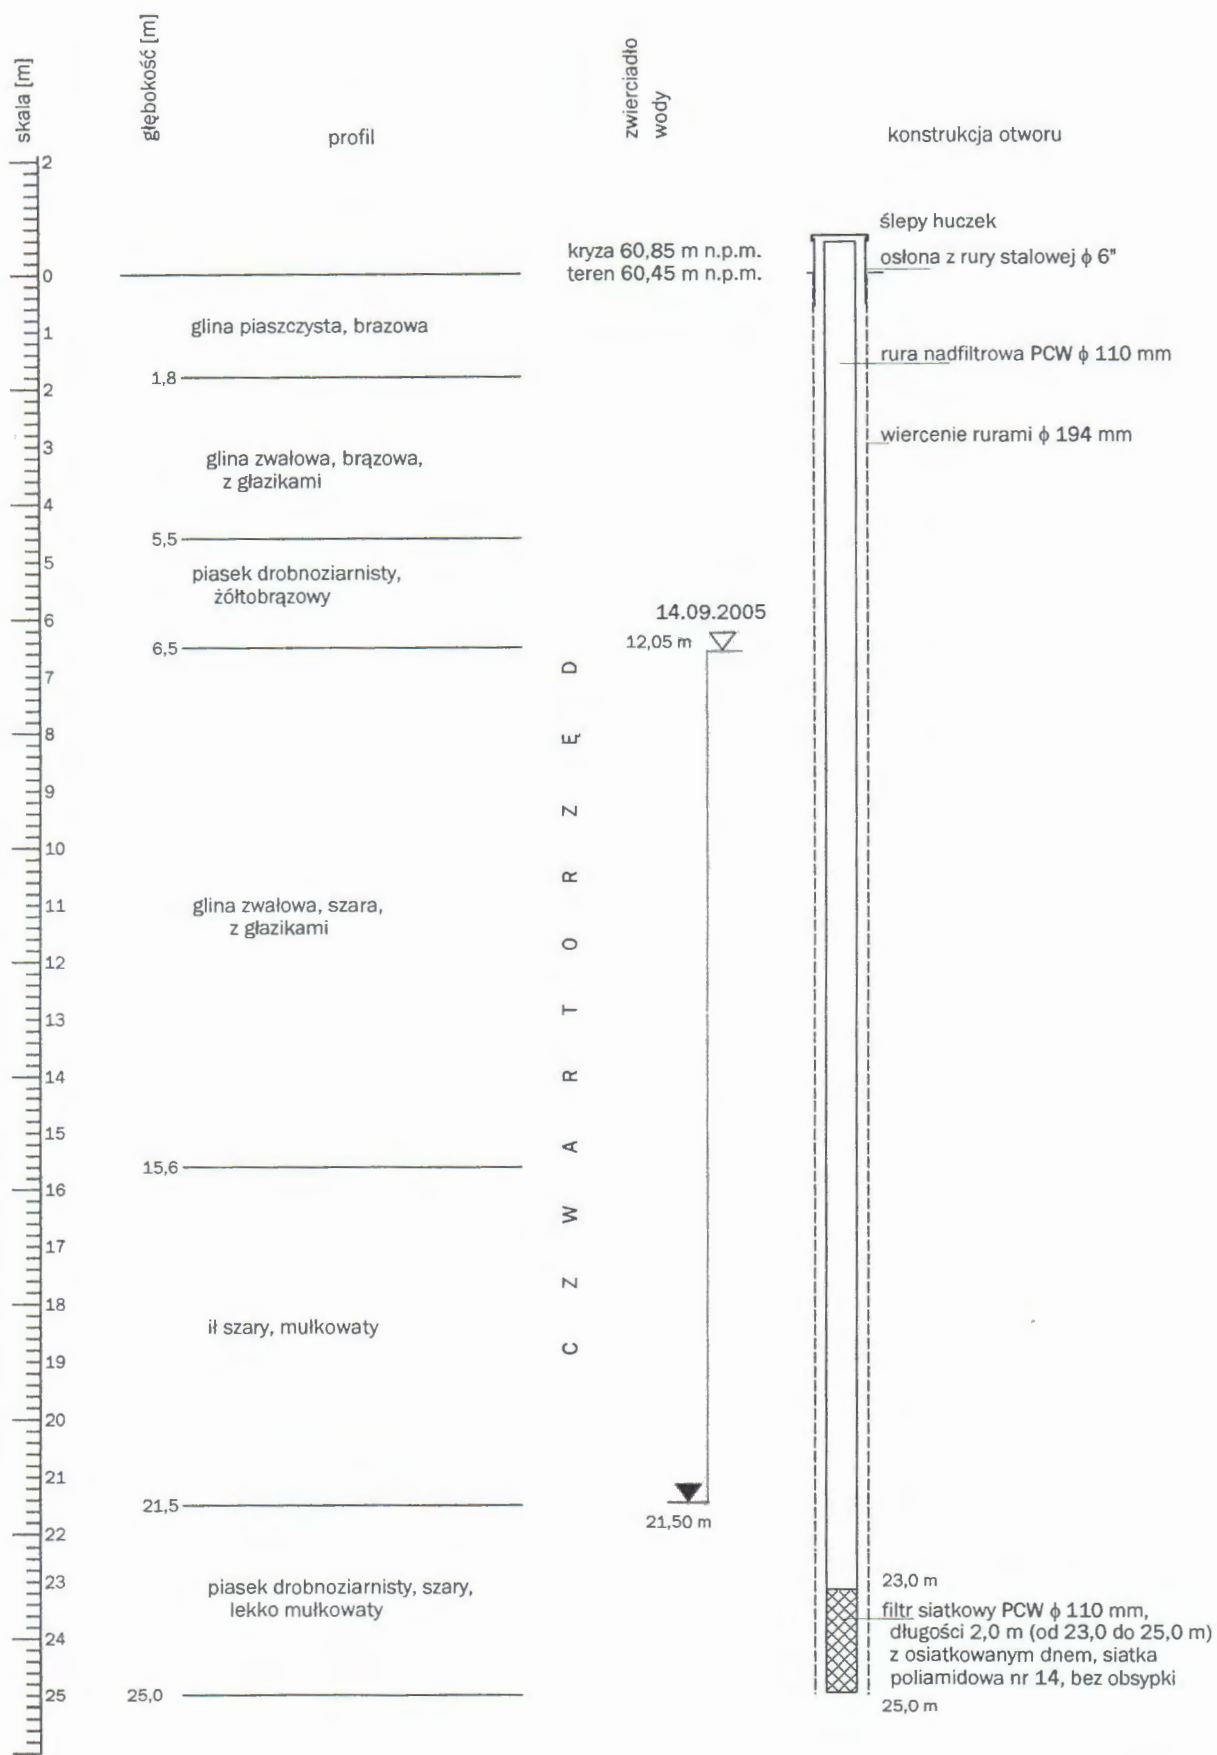 skala [m]
głębokość [m]
profil
zwierciadło
wody
konstrukcja otworu
2
0
1
2
3
4
5
6
7
8
9
10
11
12
13
14
15
16
17
18
19
20
21
22
23
24
25
glina piaszczysta, brazowa
1,8
glina zwałowa, brązowa,
z głazikami
5,5
piasek drobnoziarnisty,
żółtobrązowy
6,5
glina zwałowa, szara,
z głazikami
15,6
ił szary, mułkowaty
21,5
piasek drobnoziarnisty, szary,
lekko mułkowaty
25,0
CZWARTORZĘD
kryza 60,85 m n.p.m.
teren 60,45 m n.p.m.
14.09.2005
12,05 m
21,50 m
ślepy huczek
osłona z rury stalowej ϕ 6"
rura nadfiltrowa PCW ϕ 110 mm
wiercenie rurami ϕ 194 mm
23,0 m
filtr siatkowy PCW ϕ 110 mm,
długości 2,0 m (od 23,0 do 25,0 m)
z osiatkowanym dnem, siatka
poliamidowa nr 14, bez obsypki
25,0 m